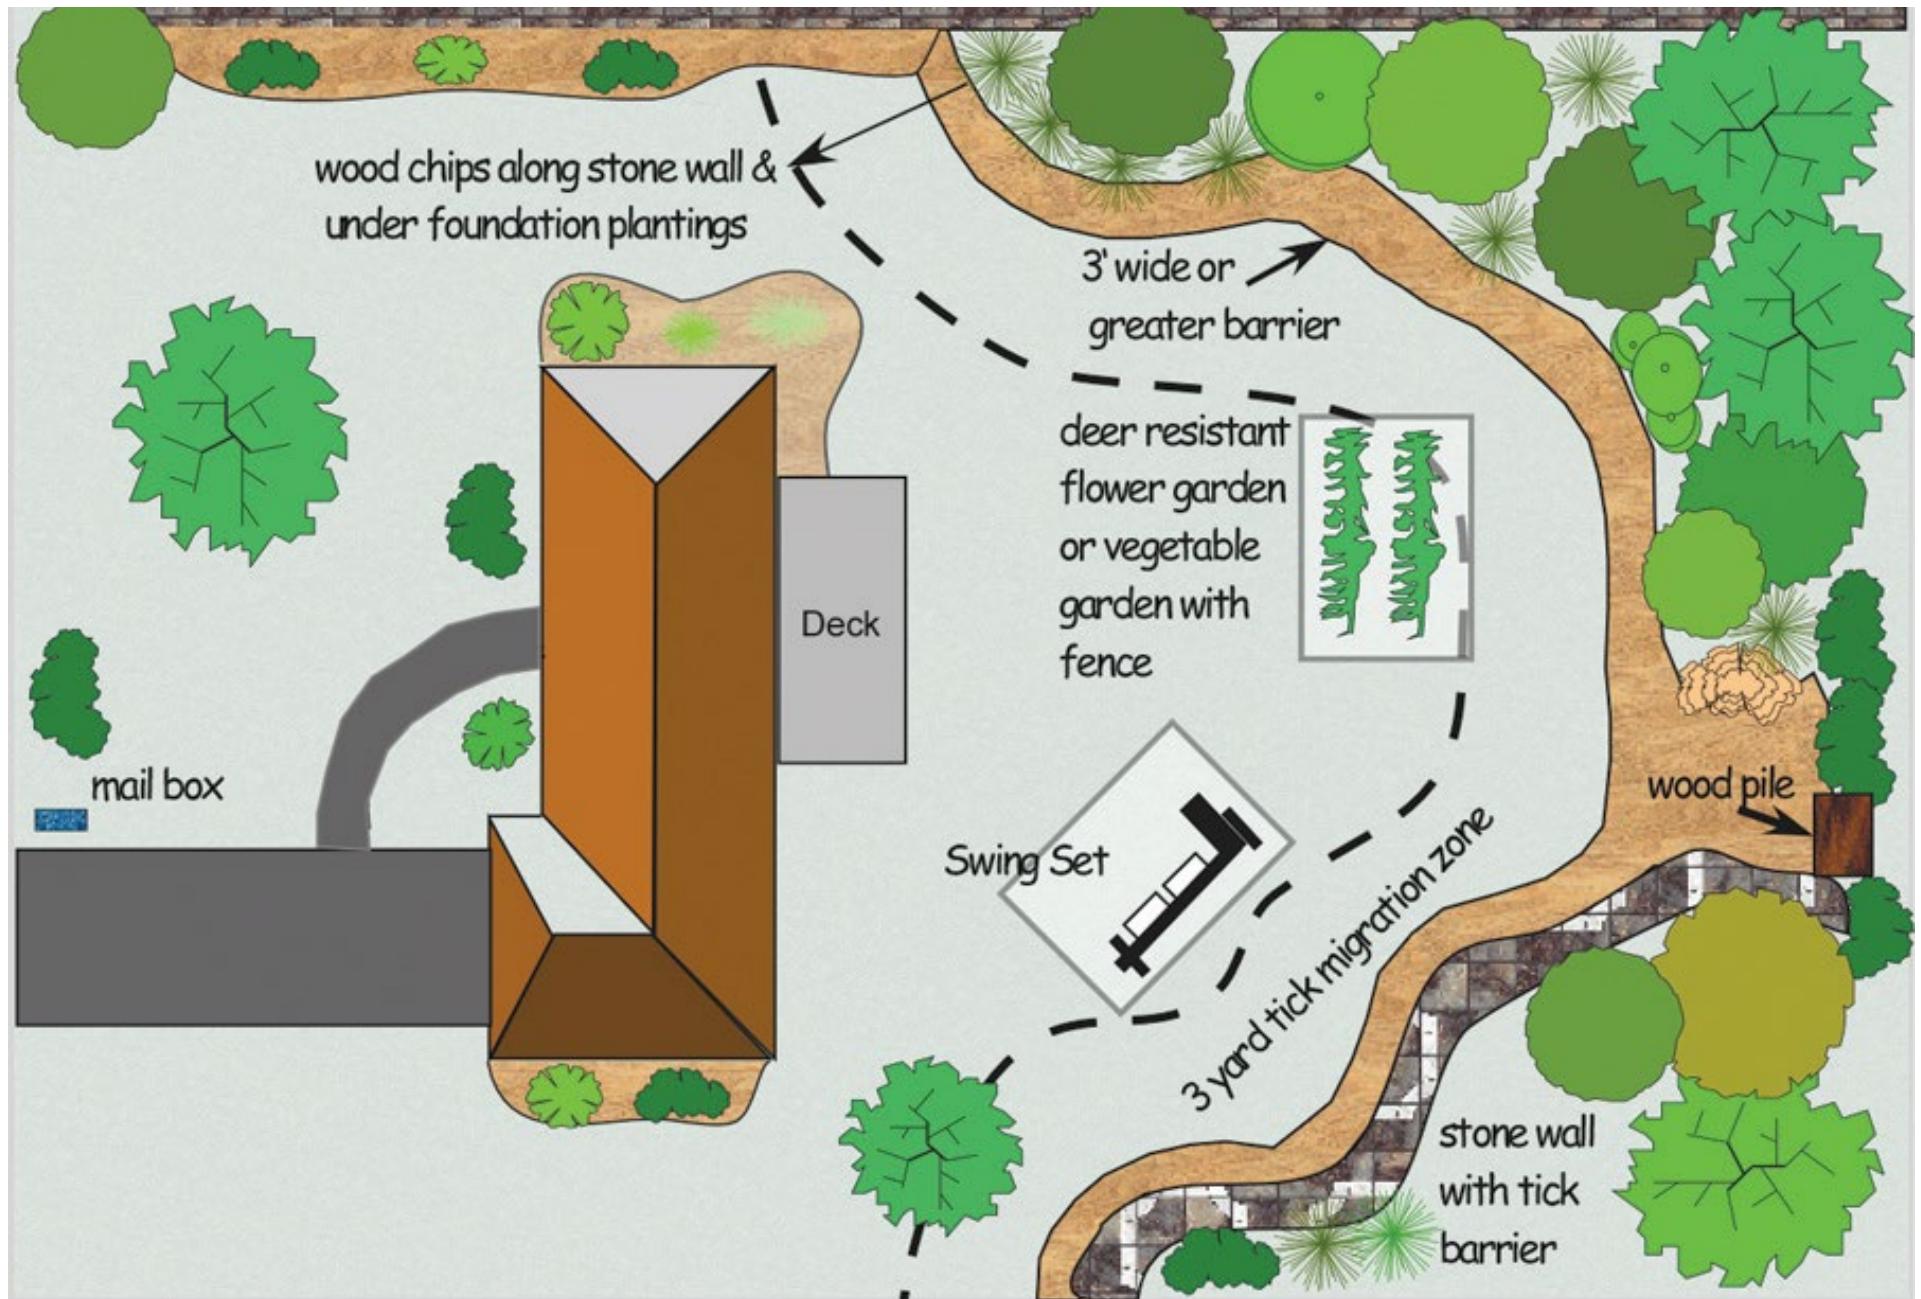 wood chips along stone wall &
under foundation plantings
3' wide or
greater barrier
deer resistant
flower garden
or vegetable
garden with
fence
Deck
mail box
wood pile
Swing Set
3 yard tick migration zone
stone wall
with tick
barrier